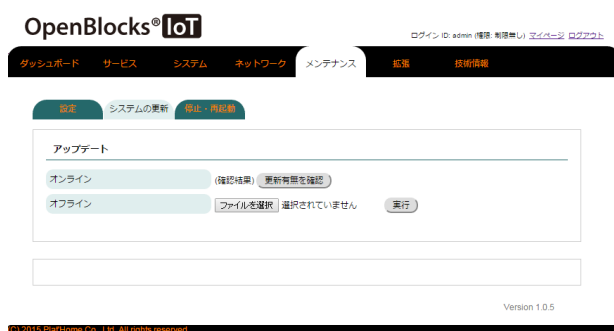 OpenBlocks® IoT
ログイン ID: admin (権限: 制限無し) マイページ ログアウト
ダッシュボード サービス システム ネットワーク メンテナンス 拡張 技術情報
設定 システムの更新 停止・再起動
アップデート
オンライン (確認結果) 更新有無を確認
オフライン ファイルを選択 選択されていません 実行
Version 1.0.5
(C) 2015 Plat'Home Co., Ltd. All rights reserved.